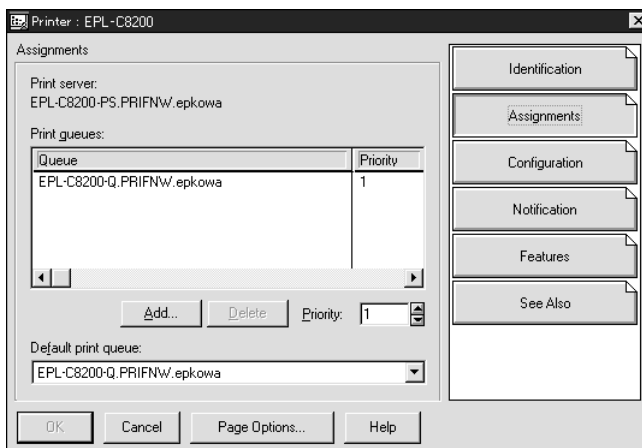 Printer : EPL-C8200
Assignments
Print server:
EPL-C8200-PS.PRIFNW.epkowa
Print queues:
Queue Priority
EPL-C8200-Q.PRIFNW.epkowa 1
Add... Delete Priority: 1
Default print queue:
EPL-C8200-Q.PRIFNW.epkowa
OK Cancel Page Options... Help
Identification
Assignments
Configuration
Notification
Features
See Also